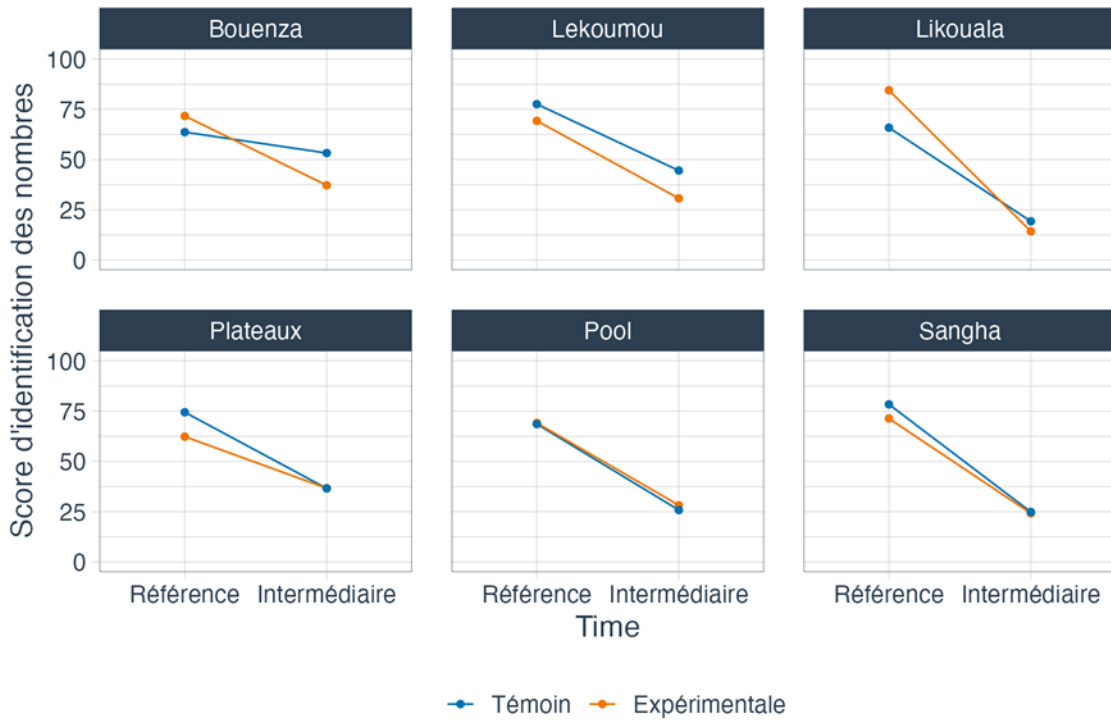 Bouenza Lekoumou Likouala
100
75
50
25
0
Plateaux Pool Sangha
100
75
50
25
0
Score d'identification des nombres
Référence Intermédiaire Référence Intermédiaire Référence Intermédiaire
Time
Témoin Expérimentale